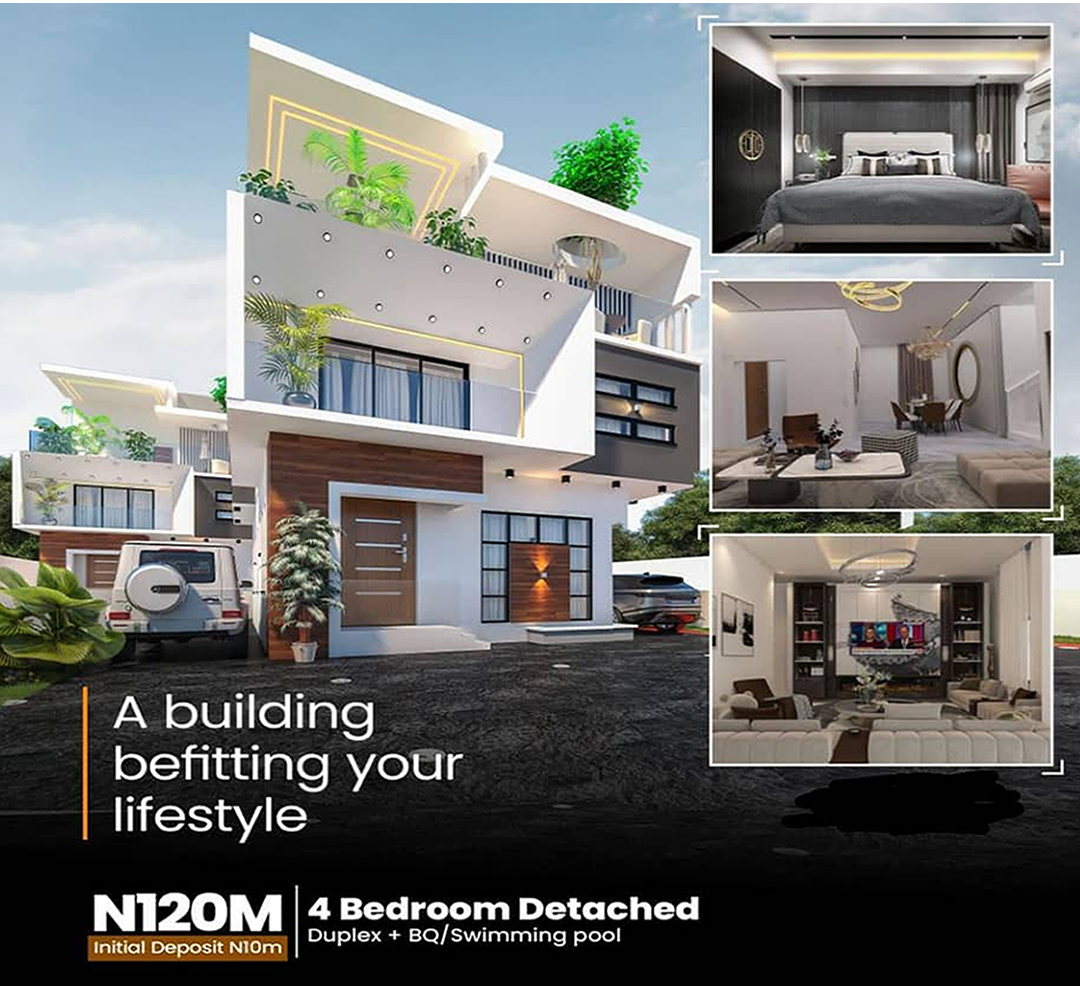 A building
befitting your
lifestyle
N120M
Initial Deposit N10m
4 Bedroom Detached
Duplex + BQ/Swimming pool